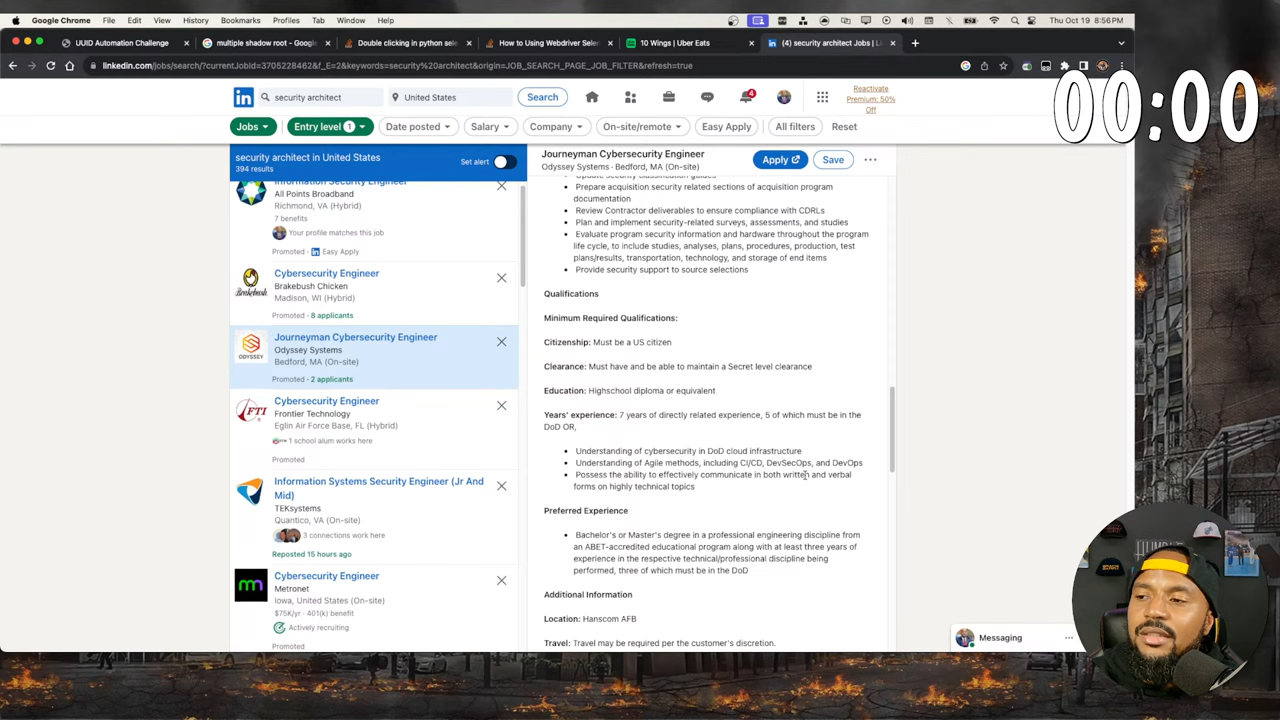 Google Chrome File Edit View History Bookmarks Profiles Tab Window Help Thu Oct 19 8:56PM
UUID Automation Challenge
multiple shadow root - Google
Double clicking in python sele
How to Using Webdriver Selen
10 Wings | Uber Eats
(4) security architect Jobs | Li
linkedin.com/jobs/search/?currentJobId=3705228462&f_E=2&keywords=security%20architect&origin=JOB_SEARCH_PAGE_JOB_FILTER&refresh=true
00:00
in
security architect
United States
Search
4
Reactivate
Premium: 50%
Off
Jobs
Entry level 1
Date posted
Salary
Company
On-site/remote
Easy Apply
All filters
Reset
security architect in United States
394 results
Set alert
Information Security Engineer
All Points Broadband
Richmond, VA (Hybrid)
7 benefits
Your profile matches this job
Promoted · Easy Apply
Cybersecurity Engineer
Brakebush Chicken
Madison, WI (Hybrid)
Promoted · 8 applicants
Brakebush
Journeyman Cybersecurity Engineer
Odyssey Systems
Bedford, MA (On-site)
Promoted · 2 applicants
ODYSSEY
Cybersecurity Engineer
Frontier Technology
Eglin Air Force Base, FL (Hybrid)
1 school alum works here
Promoted
FTI
Information Systems Security Engineer (Jr And
Mid)
TEKsystems
Quantico, VA (On-site)
3 connections work here
Reposted 15 hours ago
Cybersecurity Engineer
Metronet
Iowa, United States (On-site)
$75K/yr · 401(k) benefit
Actively recruiting
Promoted
Journeyman Cybersecurity Engineer
Odyssey Systems · Bedford, MA (On-site)
Apply
Save
Update security classification guides
Prepare acquisition security related sections of acquisition program
documentation
Review Contractor deliverables to ensure compliance with CDRLs
Plan and implement security-related surveys, assessments, and studies
Evaluate program security information and hardware throughout the program
life cycle, to include studies, analyses, plans, procedures, production, test
plans/results, transportation, technology, and storage of end items
Provide security support to source selections
Qualifications
Minimum Required Qualifications:
Citizenship: Must be a US citizen
Clearance: Must have and be able to maintain a Secret level clearance
Education: Highschool diploma or equivalent
Years' experience: 7 years of directly related experience, 5 of which must be in the
DoD OR,
Understanding of cybersecurity in DoD cloud infrastructure
Understanding of Agile methods, including CI/CD, DevSecOps, and DevOps
Possess the ability to effectively communicate in both written and verbal
forms on highly technical topics
Preferred Experience
Bachelor's or Master's degree in a professional engineering discipline from
an ABET-accredited educational program along with at least three years of
experience in the respective technical/professional discipline being
performed, three of which must be in the DoD
Additional Information
Location: Hanscom AFB
Travel: Travel may be required per the customer's discretion.
Messaging